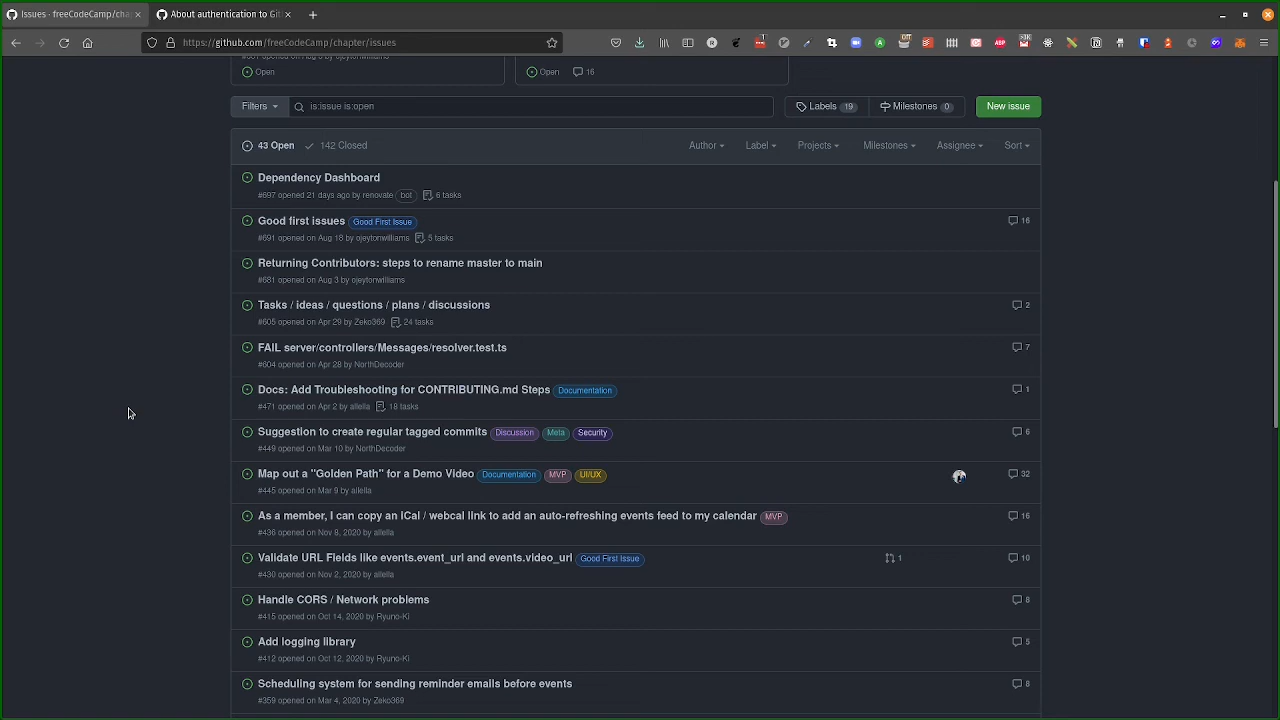 Issues - freeCodeCamp/cha
About authentication to Git
https://github.com/freeCodeCamp/chapter/issues
Open
Open 16
Filters
is:issue is:open
Labels 19
Milestones 0
New issue
43 Open
142 Closed
Author
Label
Projects
Milestones
Assignee
Sort
Dependency Dashboard
#697 opened 21 days ago by renovate bot 6 tasks
Good first issues Good First Issue 16
#691 opened on Aug 18 by ojeytonwilliams 5 tasks
Returning Contributors: steps to rename master to main
#681 opened on Aug 3 by ojeytonwilliams
Tasks / ideas / questions / plans / discussions 2
#605 opened on Apr 29 by Zeko369 24 tasks
FAIL server/controllers/Messages/resolver.test.ts 7
#604 opened on Apr 28 by NorthDecoder
Docs: Add Troubleshooting for CONTRIBUTING.md Steps Documentation 1
#471 opened on Apr 2 by allella 18 tasks
Suggestion to create regular tagged commits Discussion Meta Security 6
#449 opened on Mar 10 by NorthDecoder
Map out a "Golden Path" for a Demo Video Documentation MVP UI/UX 32
#445 opened on Mar 9 by allella
As a member, I can copy an iCal / webcal link to add an auto-refreshing events feed to my calendar MVP 16
#436 opened on Nov 8, 2020 by allella
Validate URL Fields like events.event_url and events.video_url Good First Issue 1 10
#430 opened on Nov 2, 2020 by allella
Handle CORS / Network problems 8
#415 opened on Oct 14, 2020 by Ryuno-Ki
Add logging library 5
#412 opened on Oct 12, 2020 by Ryuno-Ki
Scheduling system for sending reminder emails before events 8
#359 opened on Mar 4, 2020 by Zeko369